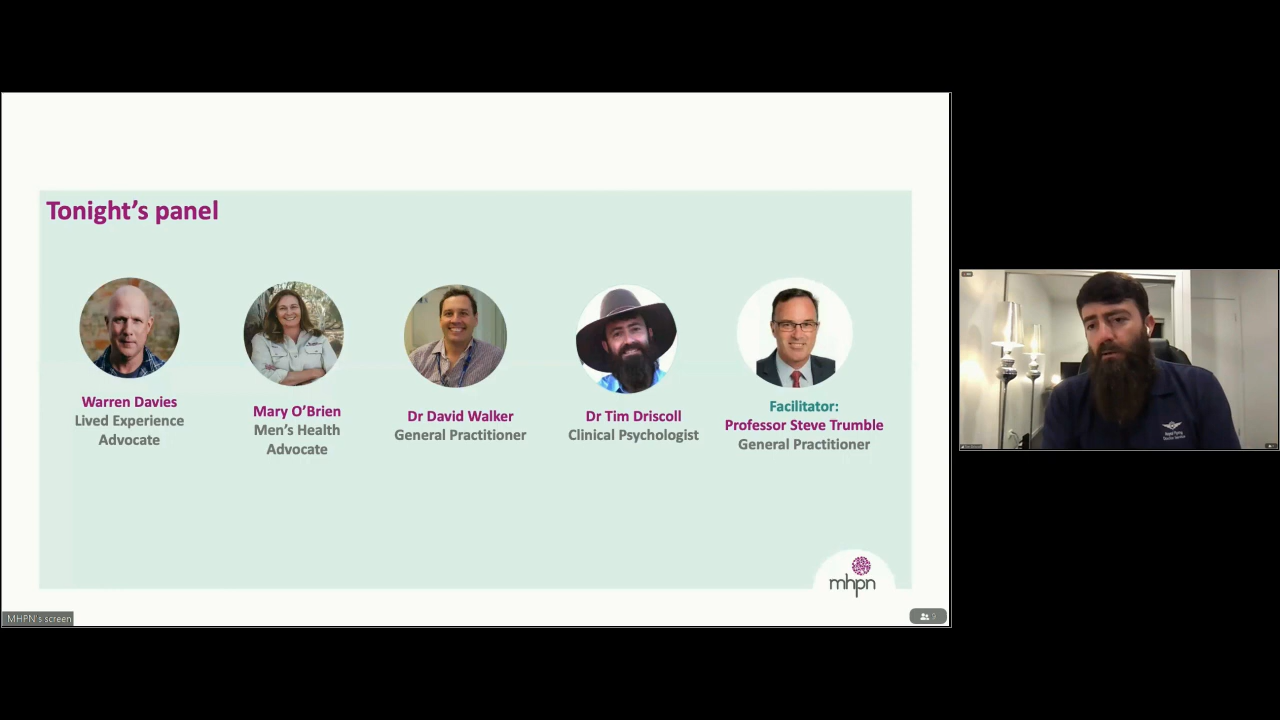 Tonight's panel
Warren Davies
Lived Experience
Advocate
Mary O'Brien
Men's Health
Advocate
Dr David Walker
General Practitioner
Dr Tim Driscoll
Clinical Psychologist
Facilitator:
Professor Steve Trumble
General Practitioner
mhpn
MHPN's screen
9